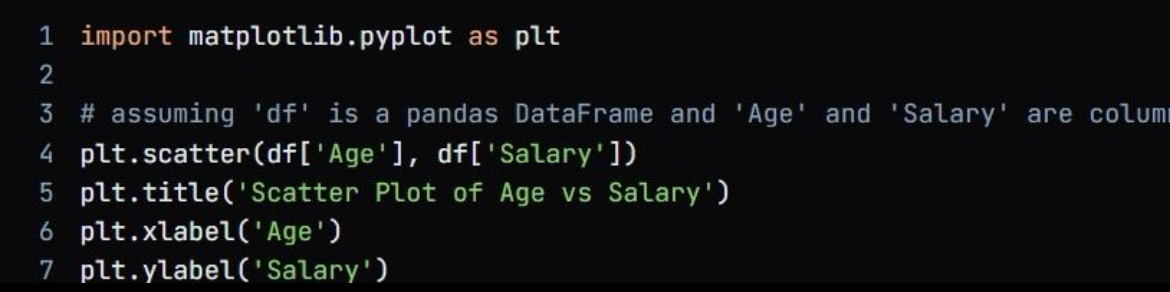 1 import matplotlib.pyplot as plt
2
3 # assuming 'df' is a pandas DataFrame and 'Age' and 'Salary' are colum
4 plt.scatter(df['Age'], df['Salary'])
5 plt.title('Scatter Plot of Age vs Salary')
6 plt.xlabel('Age')
7 plt.ylabel('Salary')